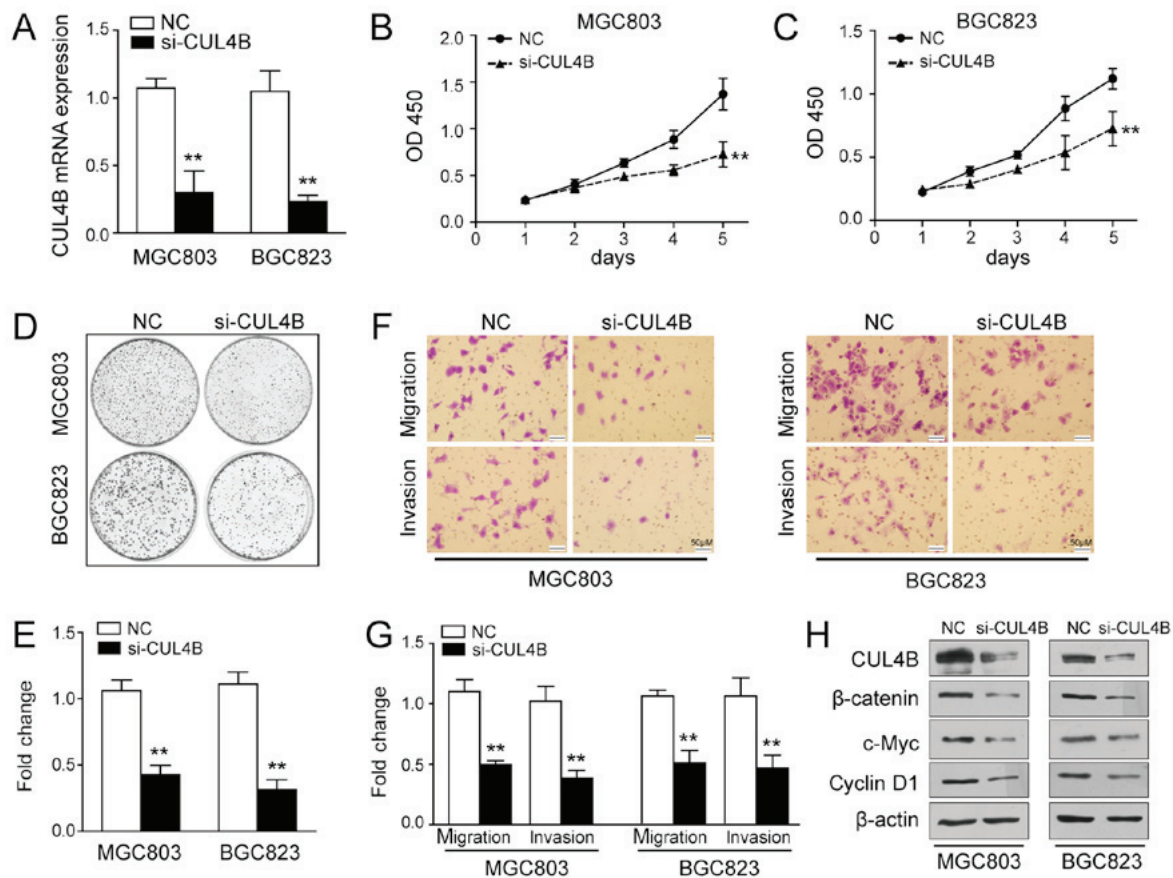 A
NC
si-CUL4B
CUL4B mRNA expression
1.5
1.0
0.5
0.0
**
**
MGC803
BGC823
B
MGC803
NC
si-CUL4B
OD 450
2.0
1.5
1.0
0.5
0.0
**
0 1 2 3 4 5
days
C
BGC823
NC
si-CUL4B
OD 450
1.5
1.0
0.5
0.0
**
0 1 2 3 4 5
days
D
NC si-CUL4B
MGC803
BGC823
F
NC si-CUL4B
NC si-CUL4B
Migration
Invasion
50μM
MGC803
Migration
Invasion
50μM
BGC823
E
NC
si-CUL4B
Fold change
1.5
1.0
0.5
0.0
**
**
MGC803
BGC823
G
NC
si-CUL4B
Fold change
1.5
1.0
0.5
0.0
**
**
**
**
Migration Invasion Migration Invasion
MGC803 BGC823
H
NC si-CUL4B NC si-CUL4B
CUL4B
β-catenin
c-Myc
Cyclin D1
β-actin
MGC803 BGC823